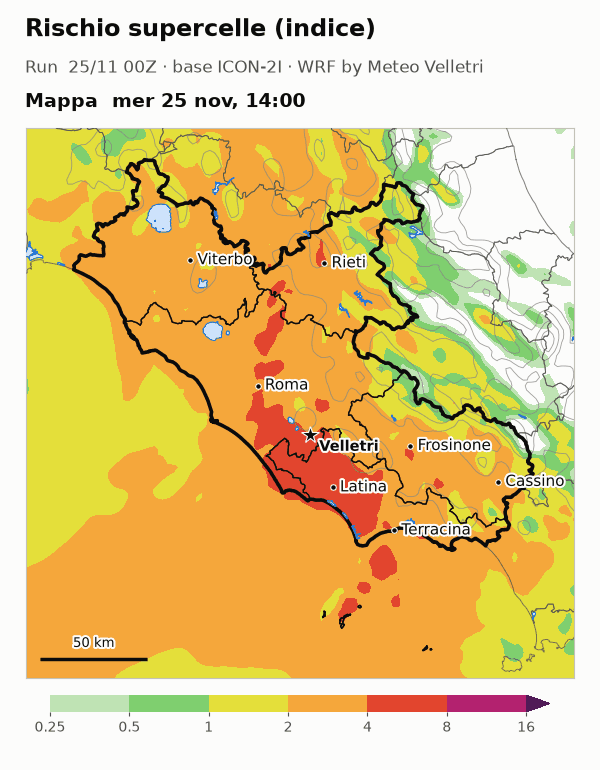 Rischio supercelle (indice)
Run  25/11 00Z · base ICON-2I · WRF by Meteo Velletri
Mappa  mer 25 nov, 14:00
Viterbo
Rieti
Roma
Velletri
Frosinone
Cassino
Latina
Terracina
50 km
0.25 0.5 1 2 4 8 16